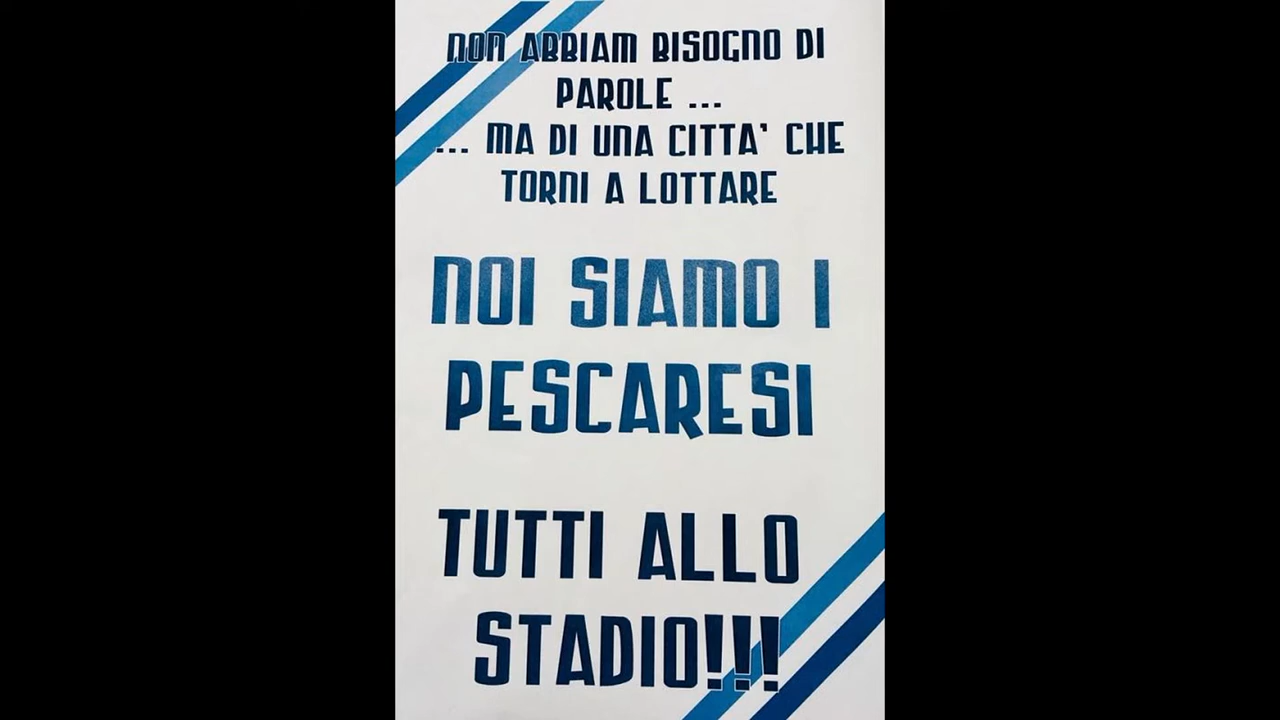 NON ABBIAM BISOGNO DI
PAROLE ...
... MA DI UNA CITTA' CHE
TORNI A LOTTARE
NOI SIAMO I
PESCARESI
TUTTI ALLO
STADIO!!!